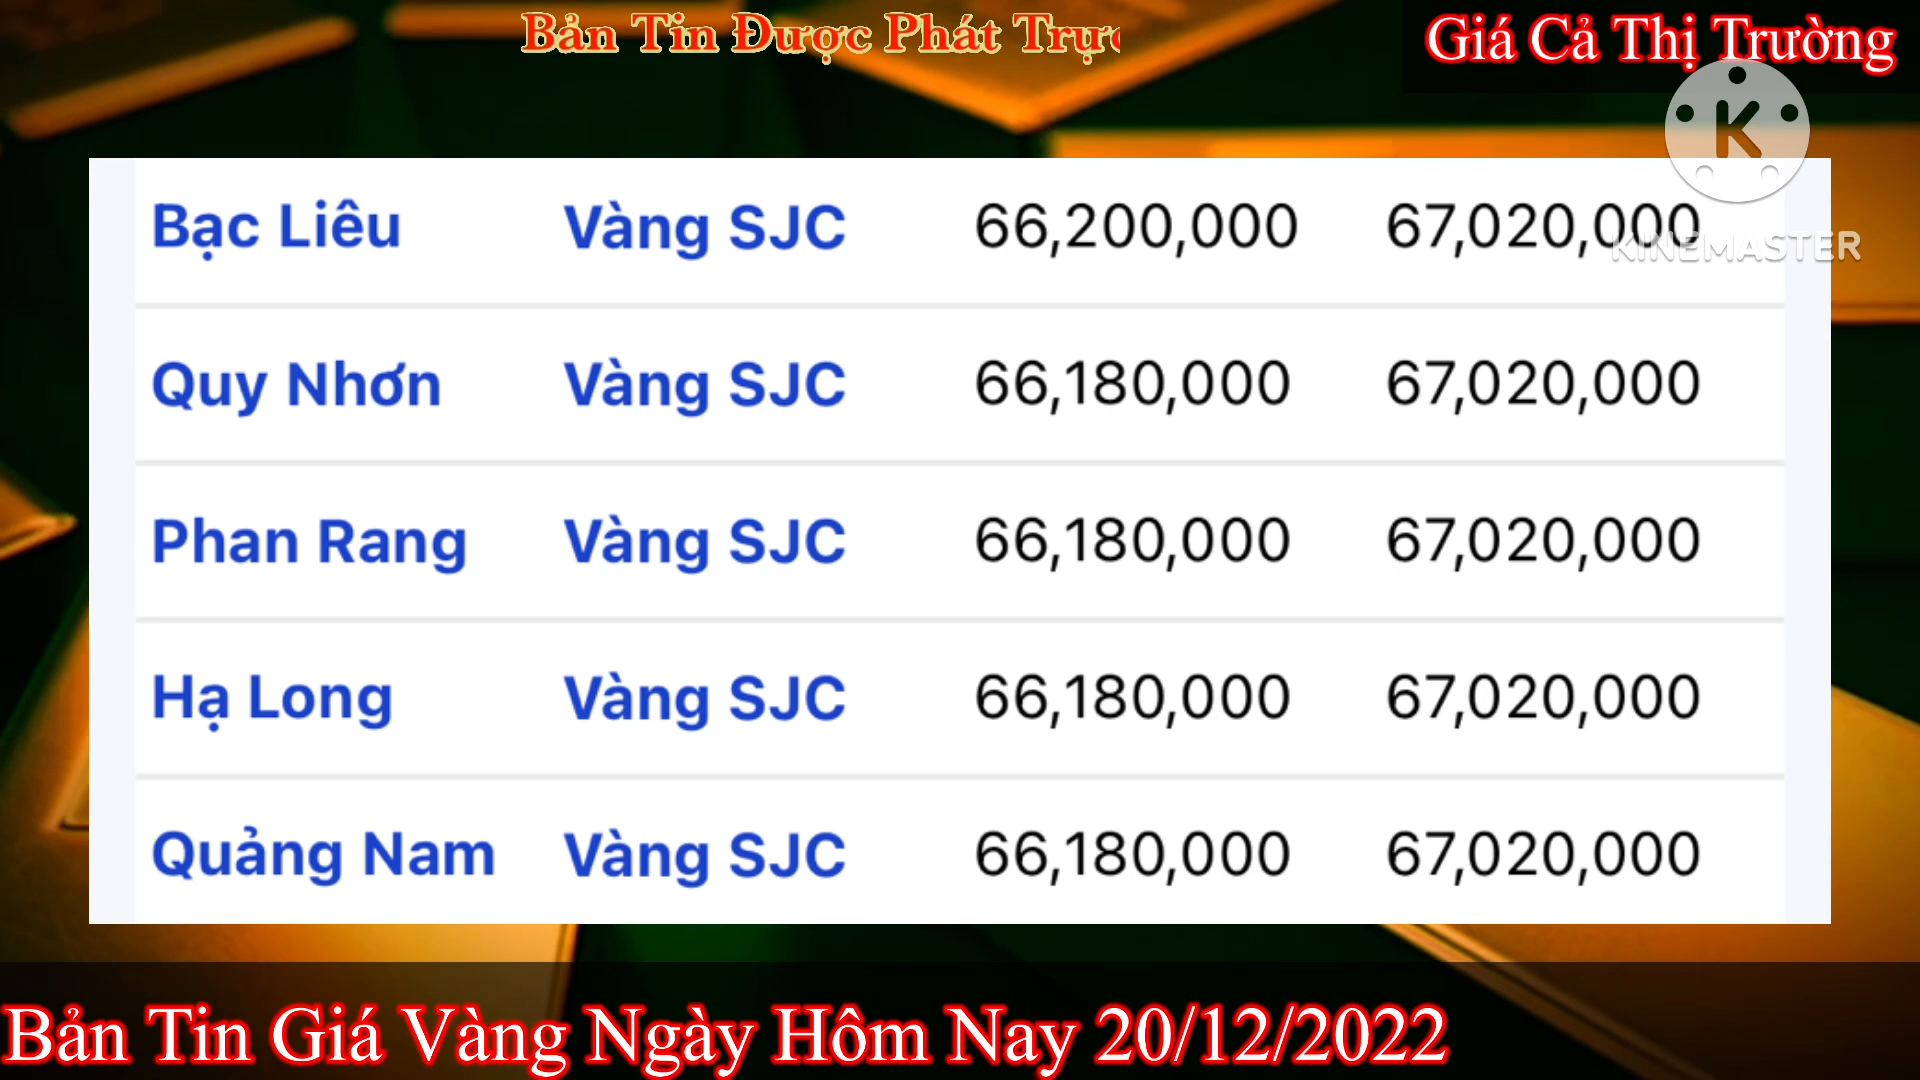 Bản Tin Được Phát
Giá Cả Thị Trường
K
KINEMASTER
Bạc Liêu Vàng SJC 66,200,000 67,020,000
Quy Nhơn Vàng SJC 66,180,000 67,020,000
Phan Rang Vàng SJC 66,180,000 67,020,000
Hạ Long Vàng SJC 66,180,000 67,020,000
Quảng Nam Vàng SJC 66,180,000 67,020,000
Bản Tin Giá Vàng Ngày Hôm Nay 20/12/2022